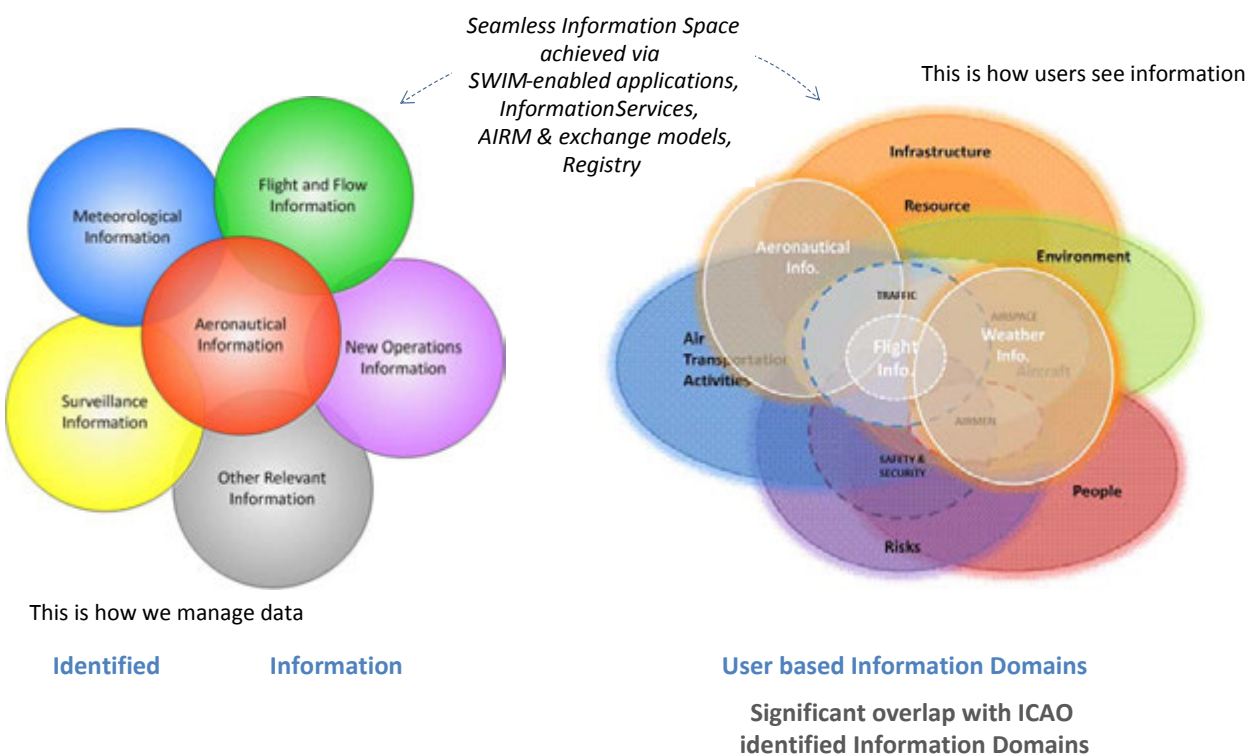 Seamless Information Space
achieved via
SWIM-enabled applications,
InformationServices,
AIRM & exchange models,
Registry
This is how users see information
Meteorological
Information
Flight and Flow
Information
Aeronautical
Information
New Operations
Information
Surveillance
Information
Other Relevant
Information
This is how we manage data
Identified Information
Infrastructure
Resource
Aeronautical
Info.
Environment
TRAFFIC
AIRSPACE
Weather
Info.
Aircraft
Flight
Info.
Air
Transportation
Activities
AIRMEN
SAFETY &
SECURITY
People
Risks
User based Information Domains
Significant overlap with ICAO
identified Information Domains